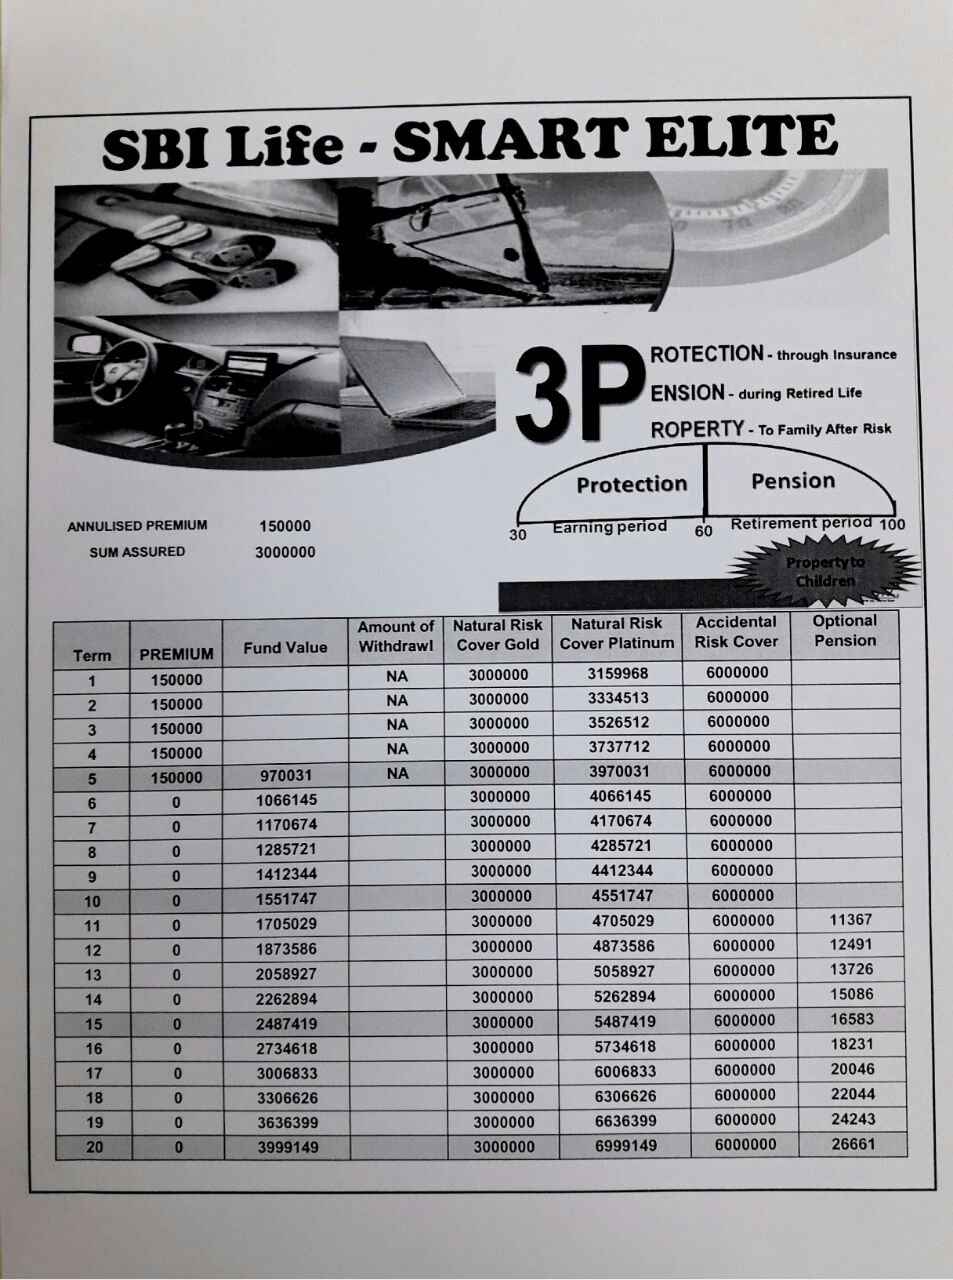 SBI Life - SMART ELITE
3P
ROTECTION - through Insurance
ENSION - during Retired Life
ROPERTY - To Family After Risk
Protection Pension
30 Earning period 60 Retirement period 100
Property to
Children
ANNULISED PREMIUM 150000
SUM ASSURED 3000000
Term PREMIUM Fund Value Amount of Withdrawl Natural Risk Cover Gold Natural Risk Cover Platinum Accidental Risk Cover Optional Pension
1 150000 NA 3000000 3159968 6000000
2 150000 NA 3000000 3334513 6000000
3 150000 NA 3000000 3526512 6000000
4 150000 NA 3000000 3737712 6000000
5 150000 970031 NA 3000000 3970031 6000000
6 0 1066145 3000000 4066145 6000000
7 0 1170674 3000000 4170674 6000000
8 0 1285721 3000000 4285721 6000000
9 0 1412344 3000000 4412344 6000000
10 0 1551747 3000000 4551747 6000000
11 0 1705029 3000000 4705029 6000000 11367
12 0 1873586 3000000 4873586 6000000 12491
13 0 2058927 3000000 5058927 6000000 13726
14 0 2262894 3000000 5262894 6000000 15086
15 0 2487419 3000000 5487419 6000000 16583
16 0 2734618 3000000 5734618 6000000 18231
17 0 3006833 3000000 6006833 6000000 20046
18 0 3306626 3000000 6306626 6000000 22044
19 0 3636399 3000000 6636399 6000000 24243
20 0 3999149 3000000 6999149 6000000 26661